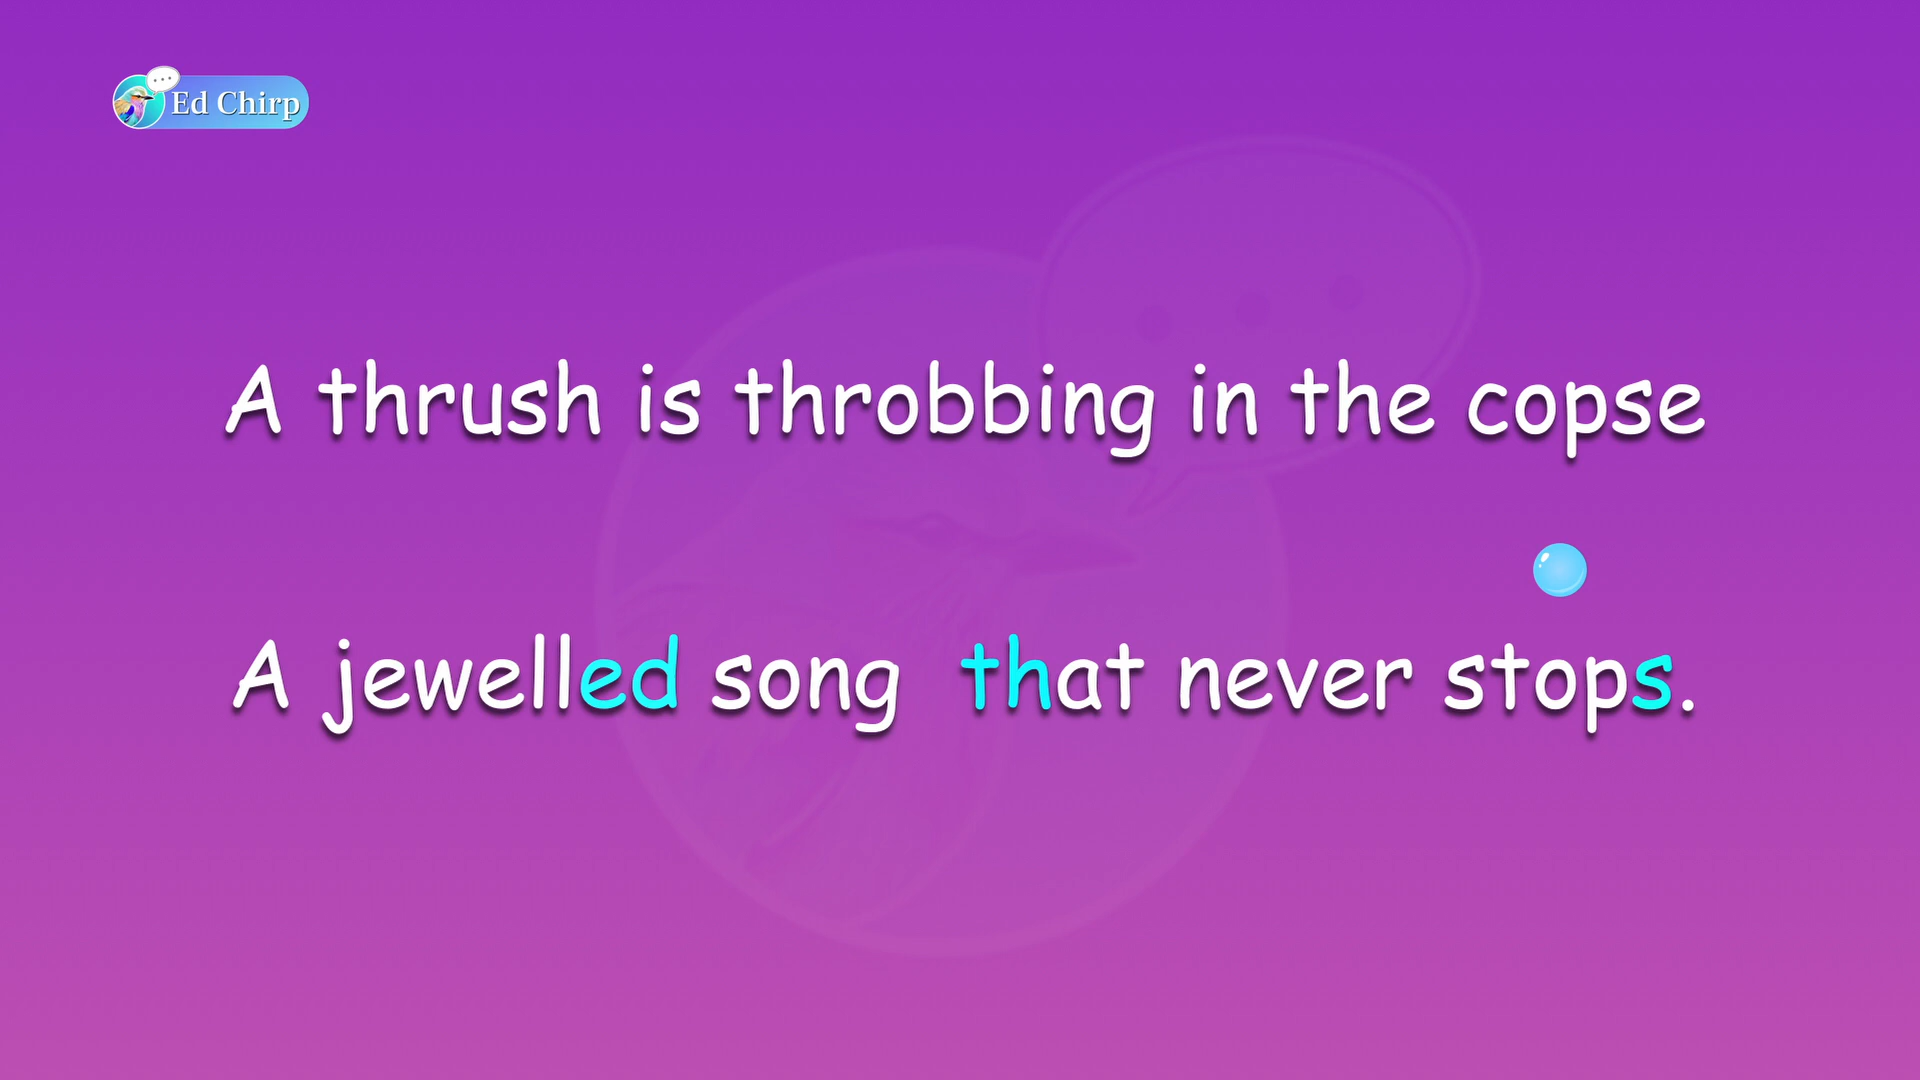 Ed Chirp
A thrush is throbbing in the copse
A jewelled song that never stops.